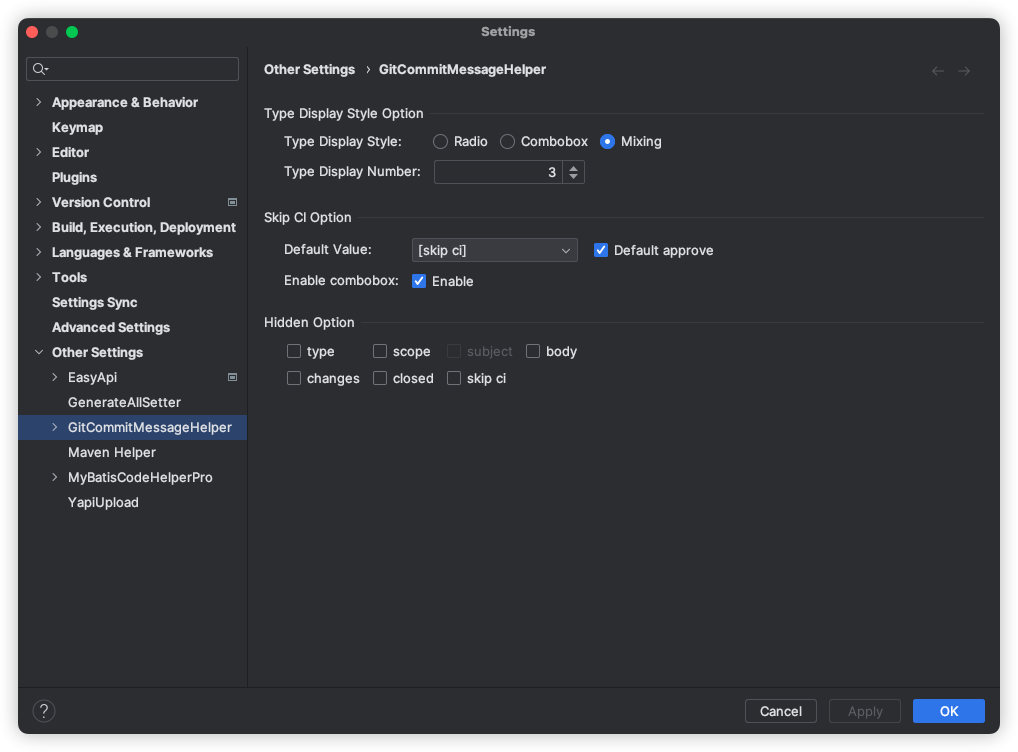 Settings
Other Settings › GitCommitMessageHelper
Appearance & Behavior
Keymap
Editor
Plugins
Version Control
Build, Execution, Deployment
Languages & Frameworks
Tools
Settings Sync
Advanced Settings
Other Settings
EasyApi
GenerateAllSetter
GitCommitMessageHelper
Maven Helper
MyBatisCodeHelperPro
YapiUpload
Type Display Style Option
Type Display Style: Radio Combobox Mixing
Type Display Number: 3
Skip CI Option
Default Value: [skip ci] Default approve
Enable combobox: Enable
Hidden Option
type scope subject body
changes closed skip ci
? Cancel Apply OK